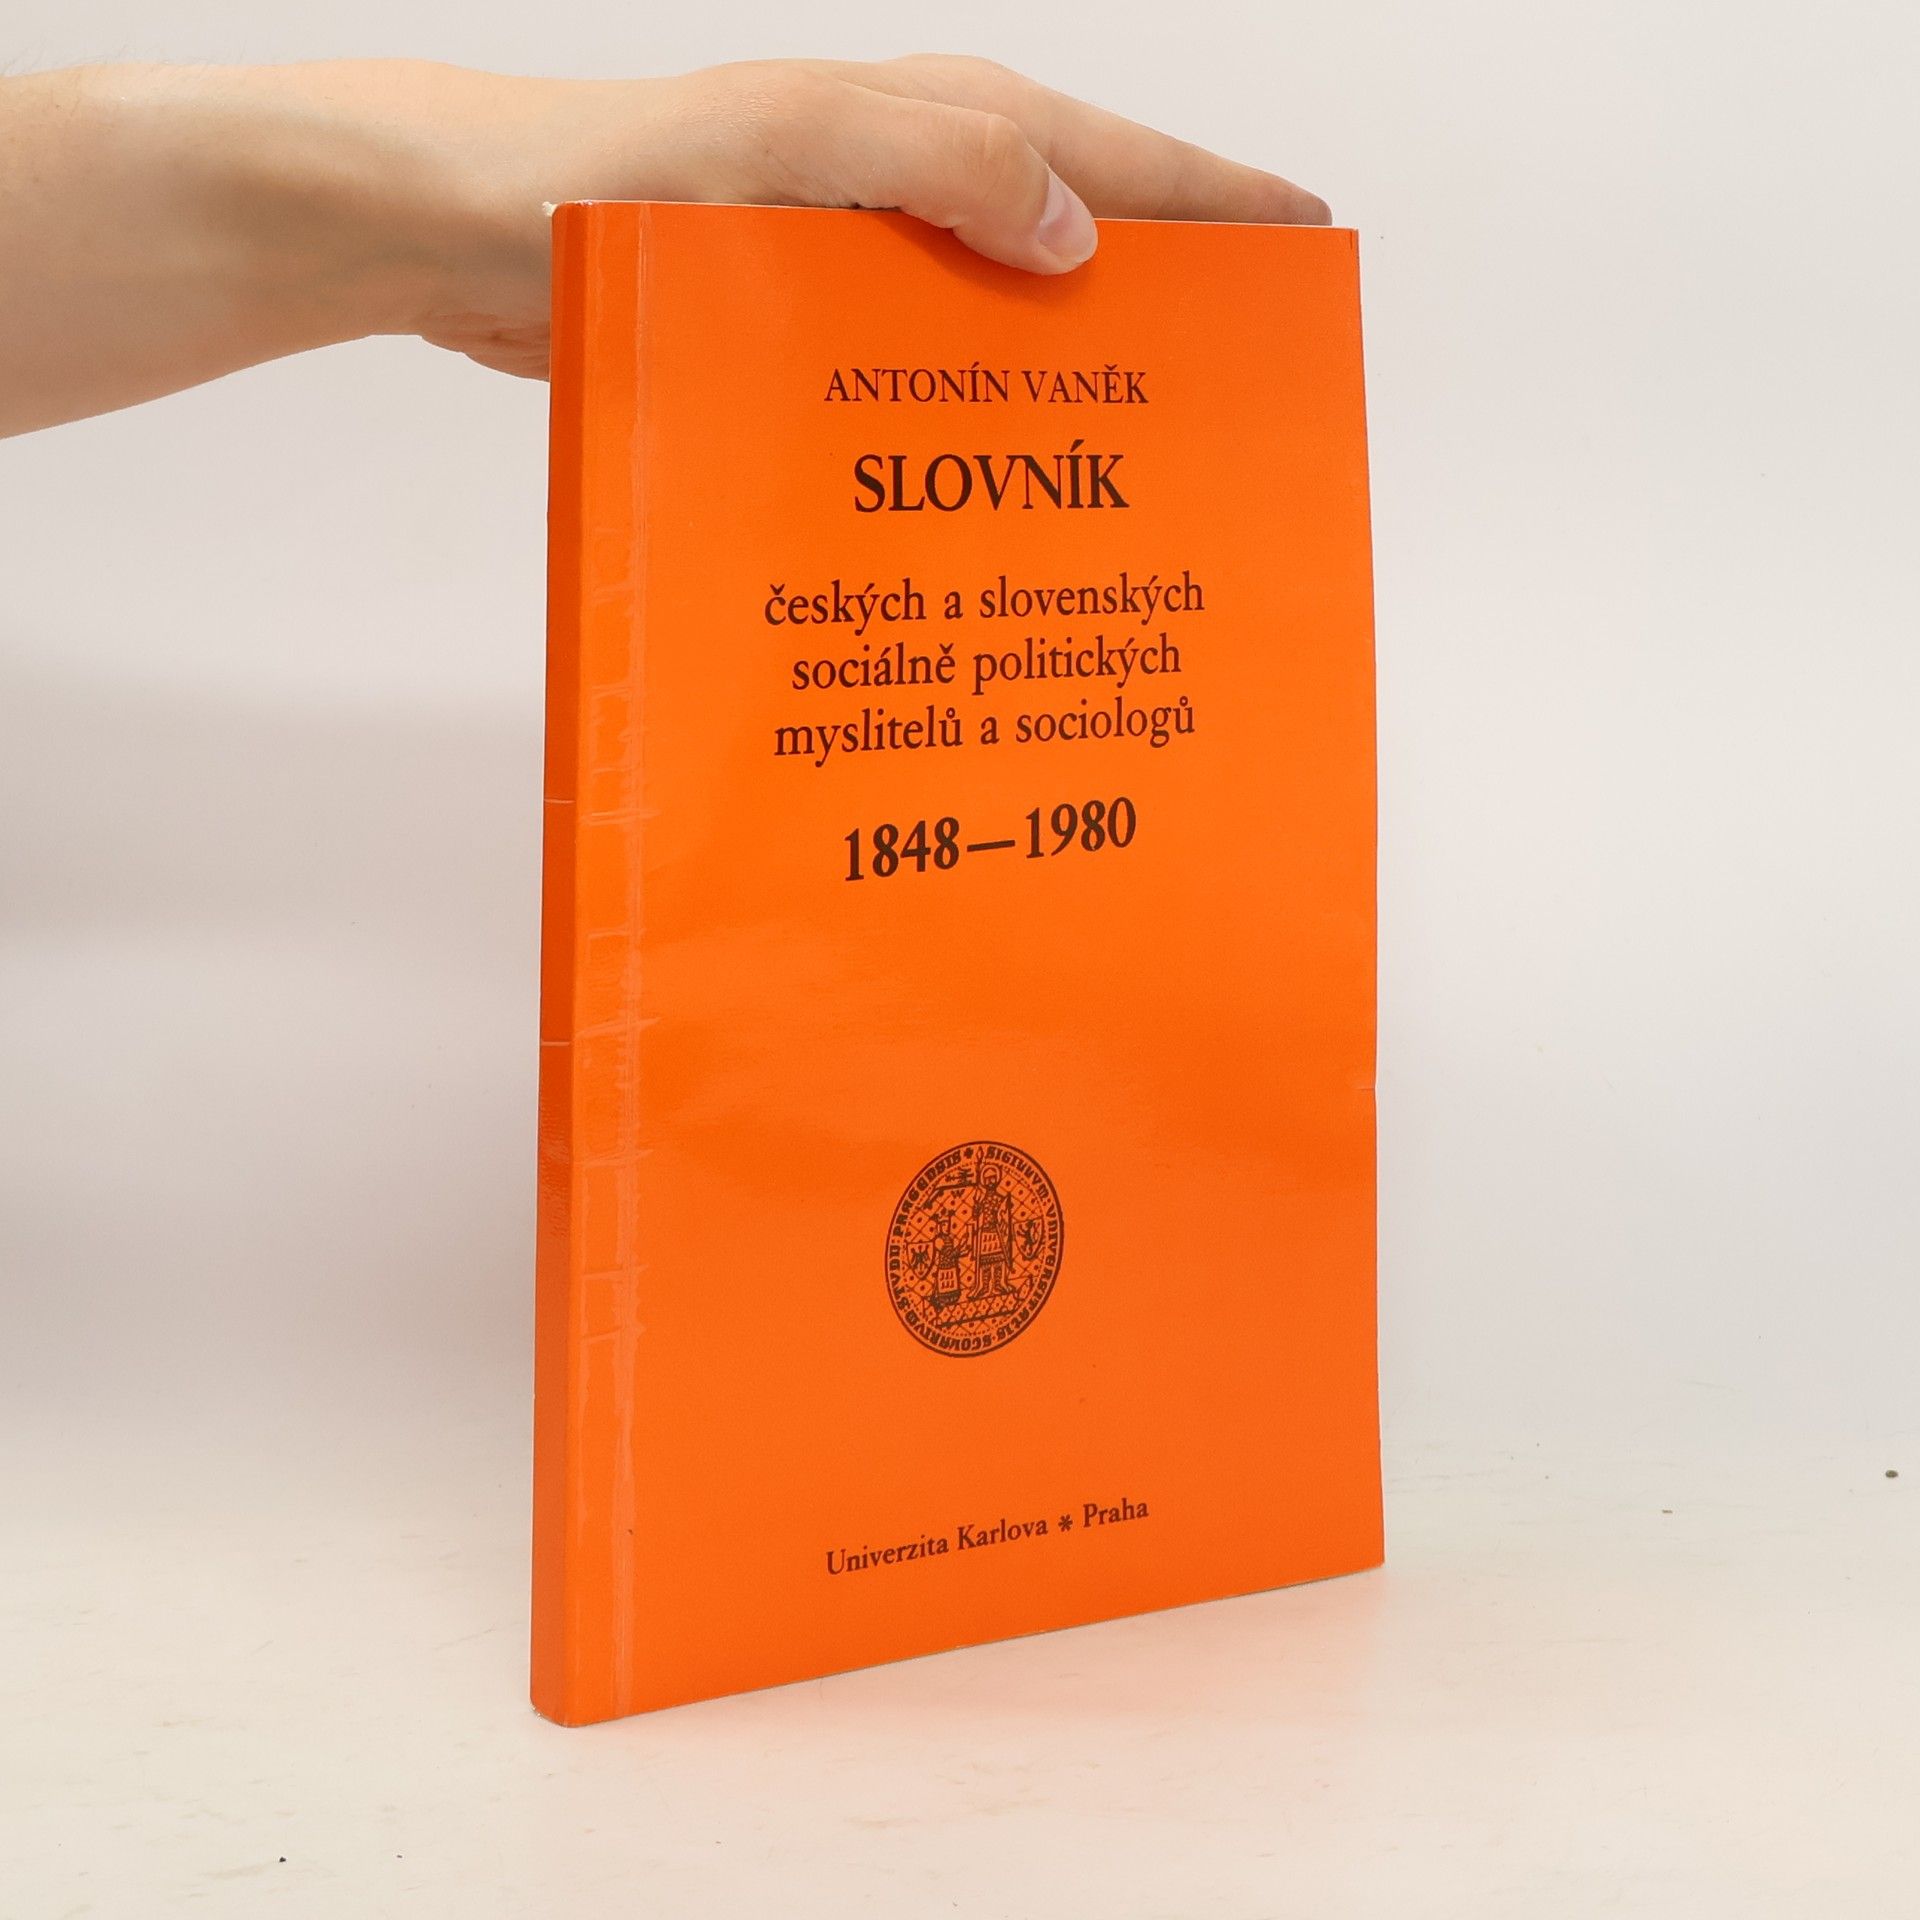 ANTONÍN VANĚK
SLOVNÍK
českých a slovenských
sociálně politických
myslitelů a sociologů
1848—1980
Univerzita Karlova * Praha